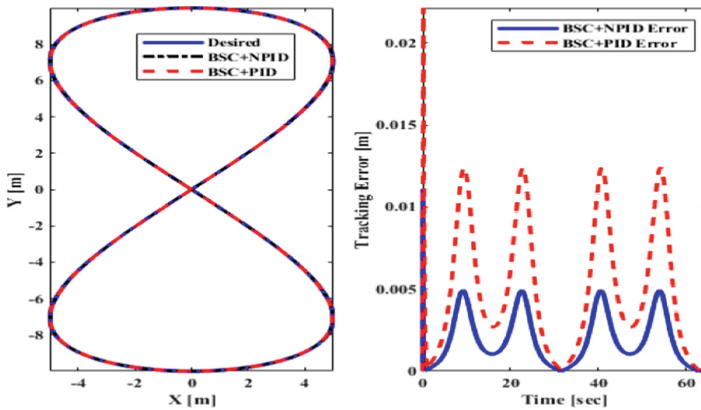 Desired
BSC+NPID
BSC+PID
8
6
4
2
0
-2
-4
-6
-8
Y [m]
-4
-2
0
2
4
X [m]
BSC+NPID Error
BSC+PID Error
0.02
0.015
0.01
0.005
0
Tracking Error [m]
0
20
40
60
Time [sec]